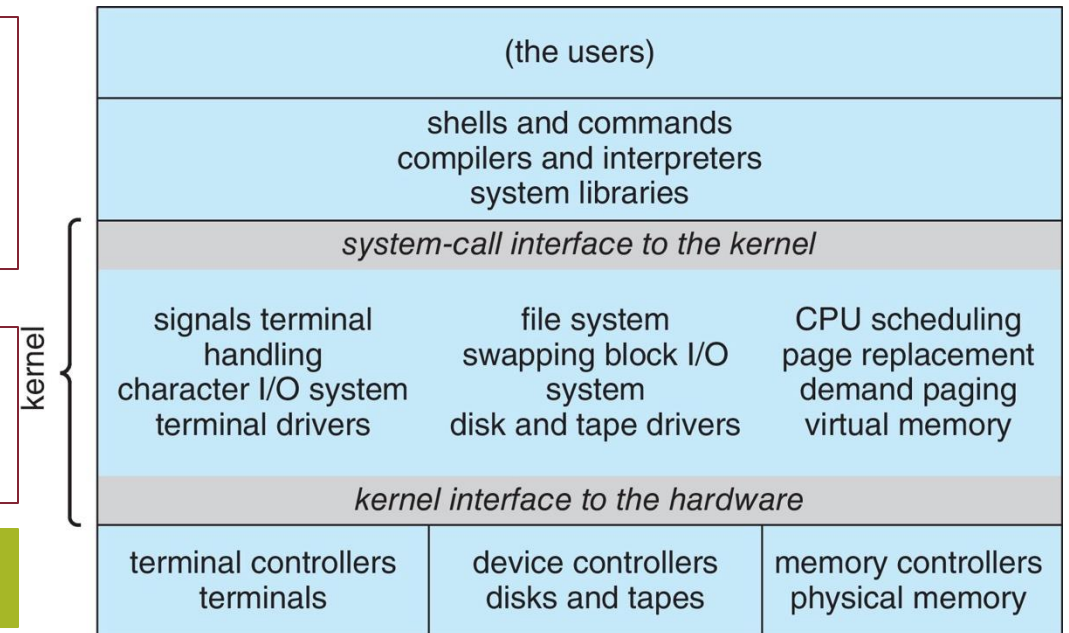 (the users)
shells and commands
compilers and interpreters
system libraries
system-call interface to the kernel
kernel
signals terminal
handling
character I/O system
terminal drivers
file system
swapping block I/O
system
disk and tape drivers
CPU scheduling
page replacement
demand paging
virtual memory
kernel interface to the hardware
terminal controllers
terminals
device controllers
disks and tapes
memory controllers
physical memory